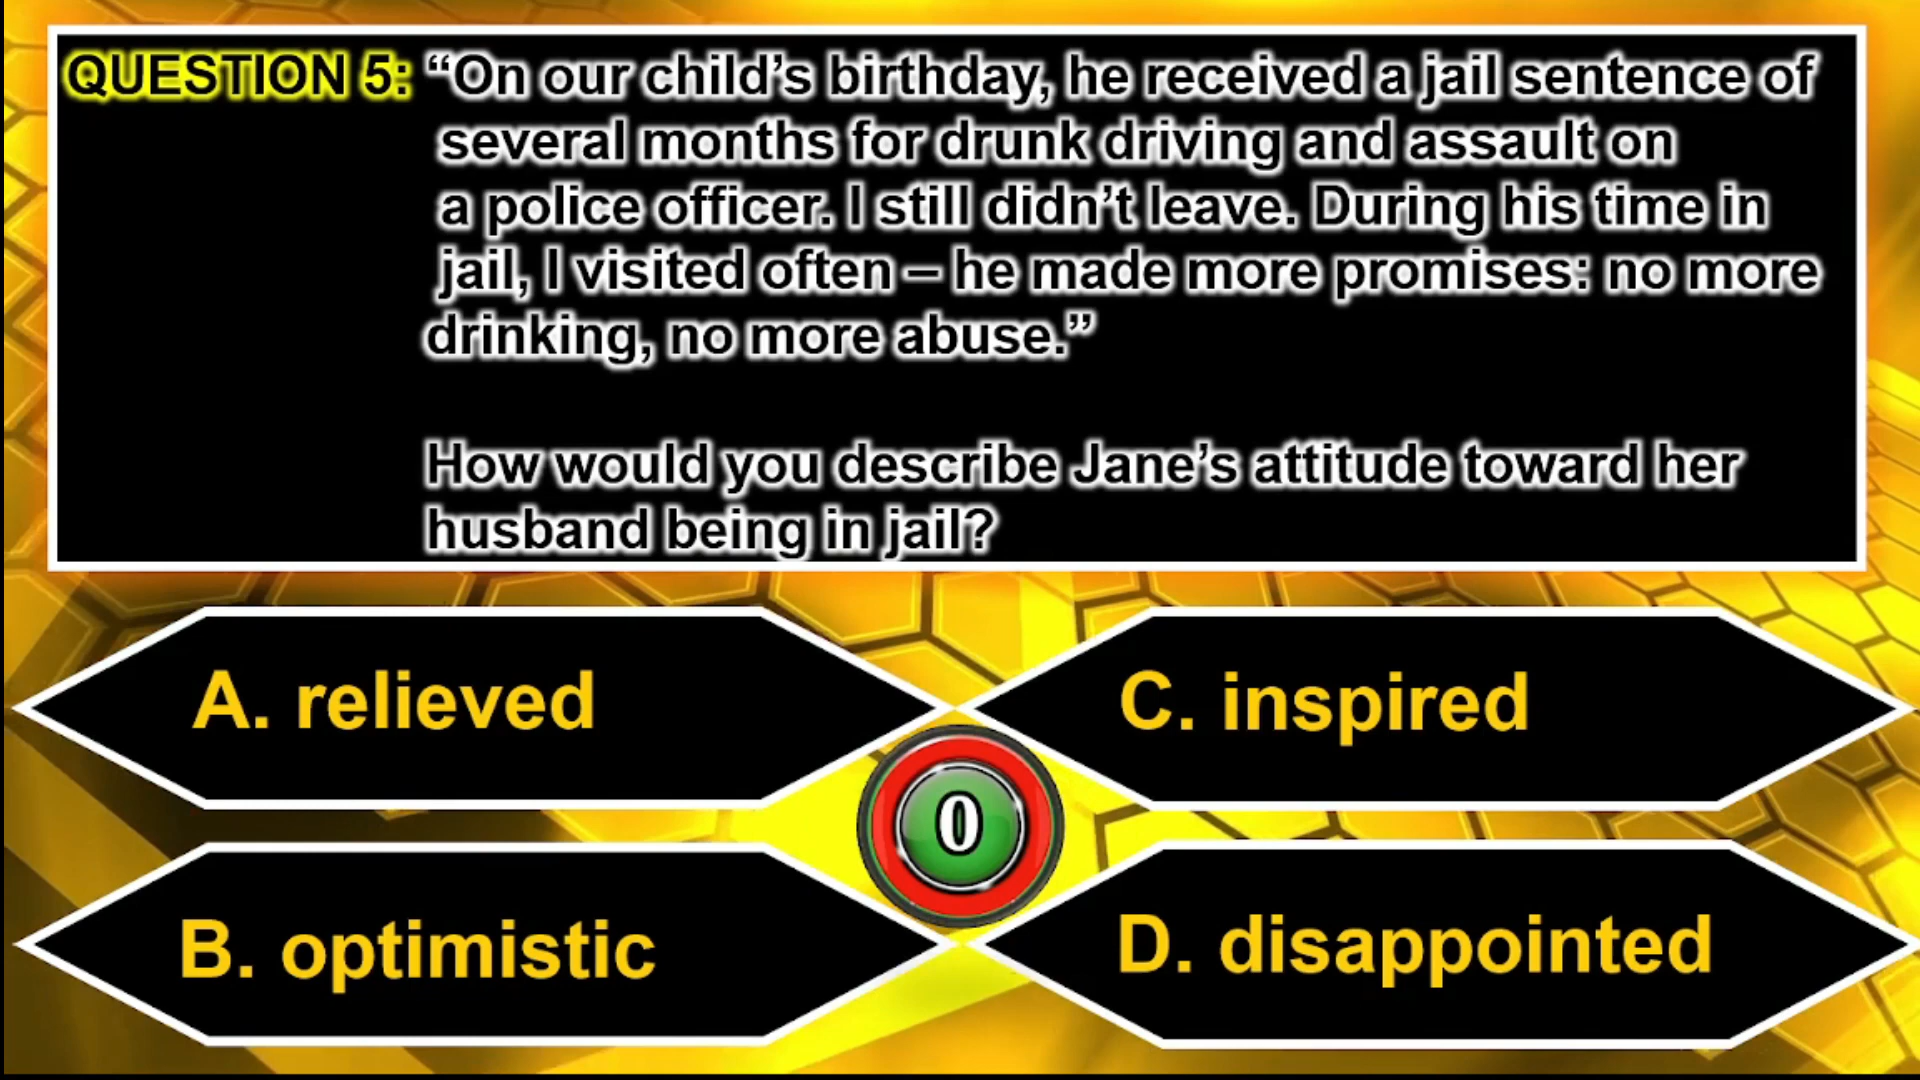 QUESTION 5: “On our child’s birthday, he received a jail sentence of
several months for drunk driving and assault on
a police officer. I still didn’t leave. During his time in
jail, I visited often – he made more promises: no more
drinking, no more abuse.”
How would you describe Jane’s attitude toward her
husband being in jail?
A. relieved
C. inspired
0
B. optimistic
D. disappointed